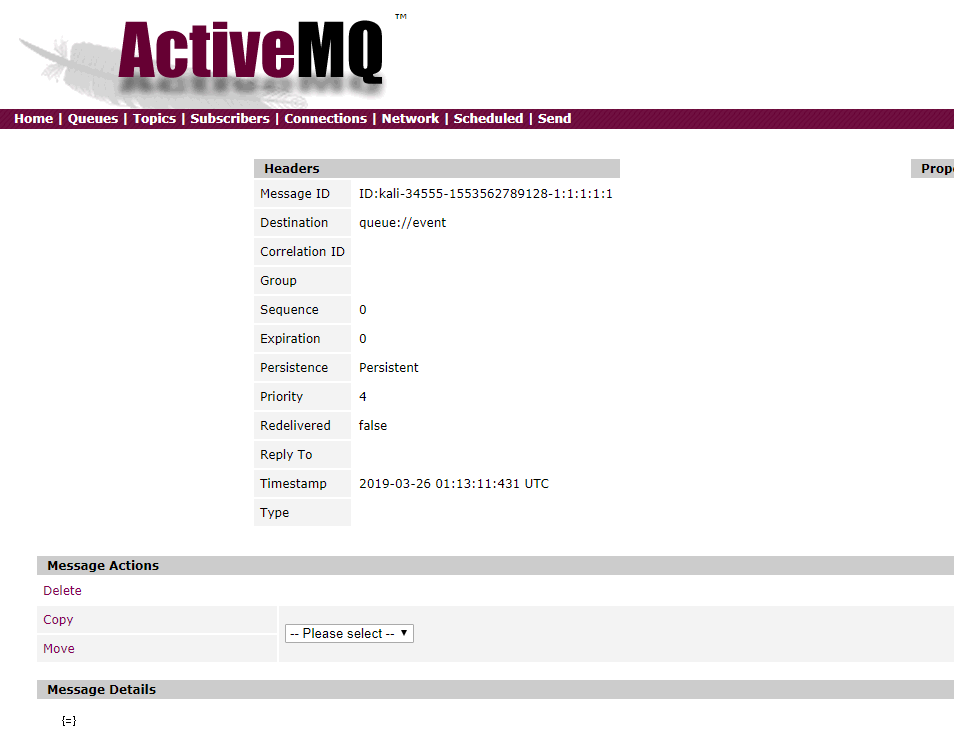 ActiveMQ ™
Home | Queues | Topics | Subscribers | Connections | Network | Scheduled | Send
Headers
Message ID ID:kali-34555-1553562789128-1:1:1:1:1
Destination queue://event
Correlation ID
Group
Sequence 0
Expiration 0
Persistence Persistent
Priority 4
Redelivered false
Reply To
Timestamp 2019-03-26 01:13:11:431 UTC
Type
Prop
Message Actions
Delete
Copy
-- Please select --
Move
Message Details
{=}